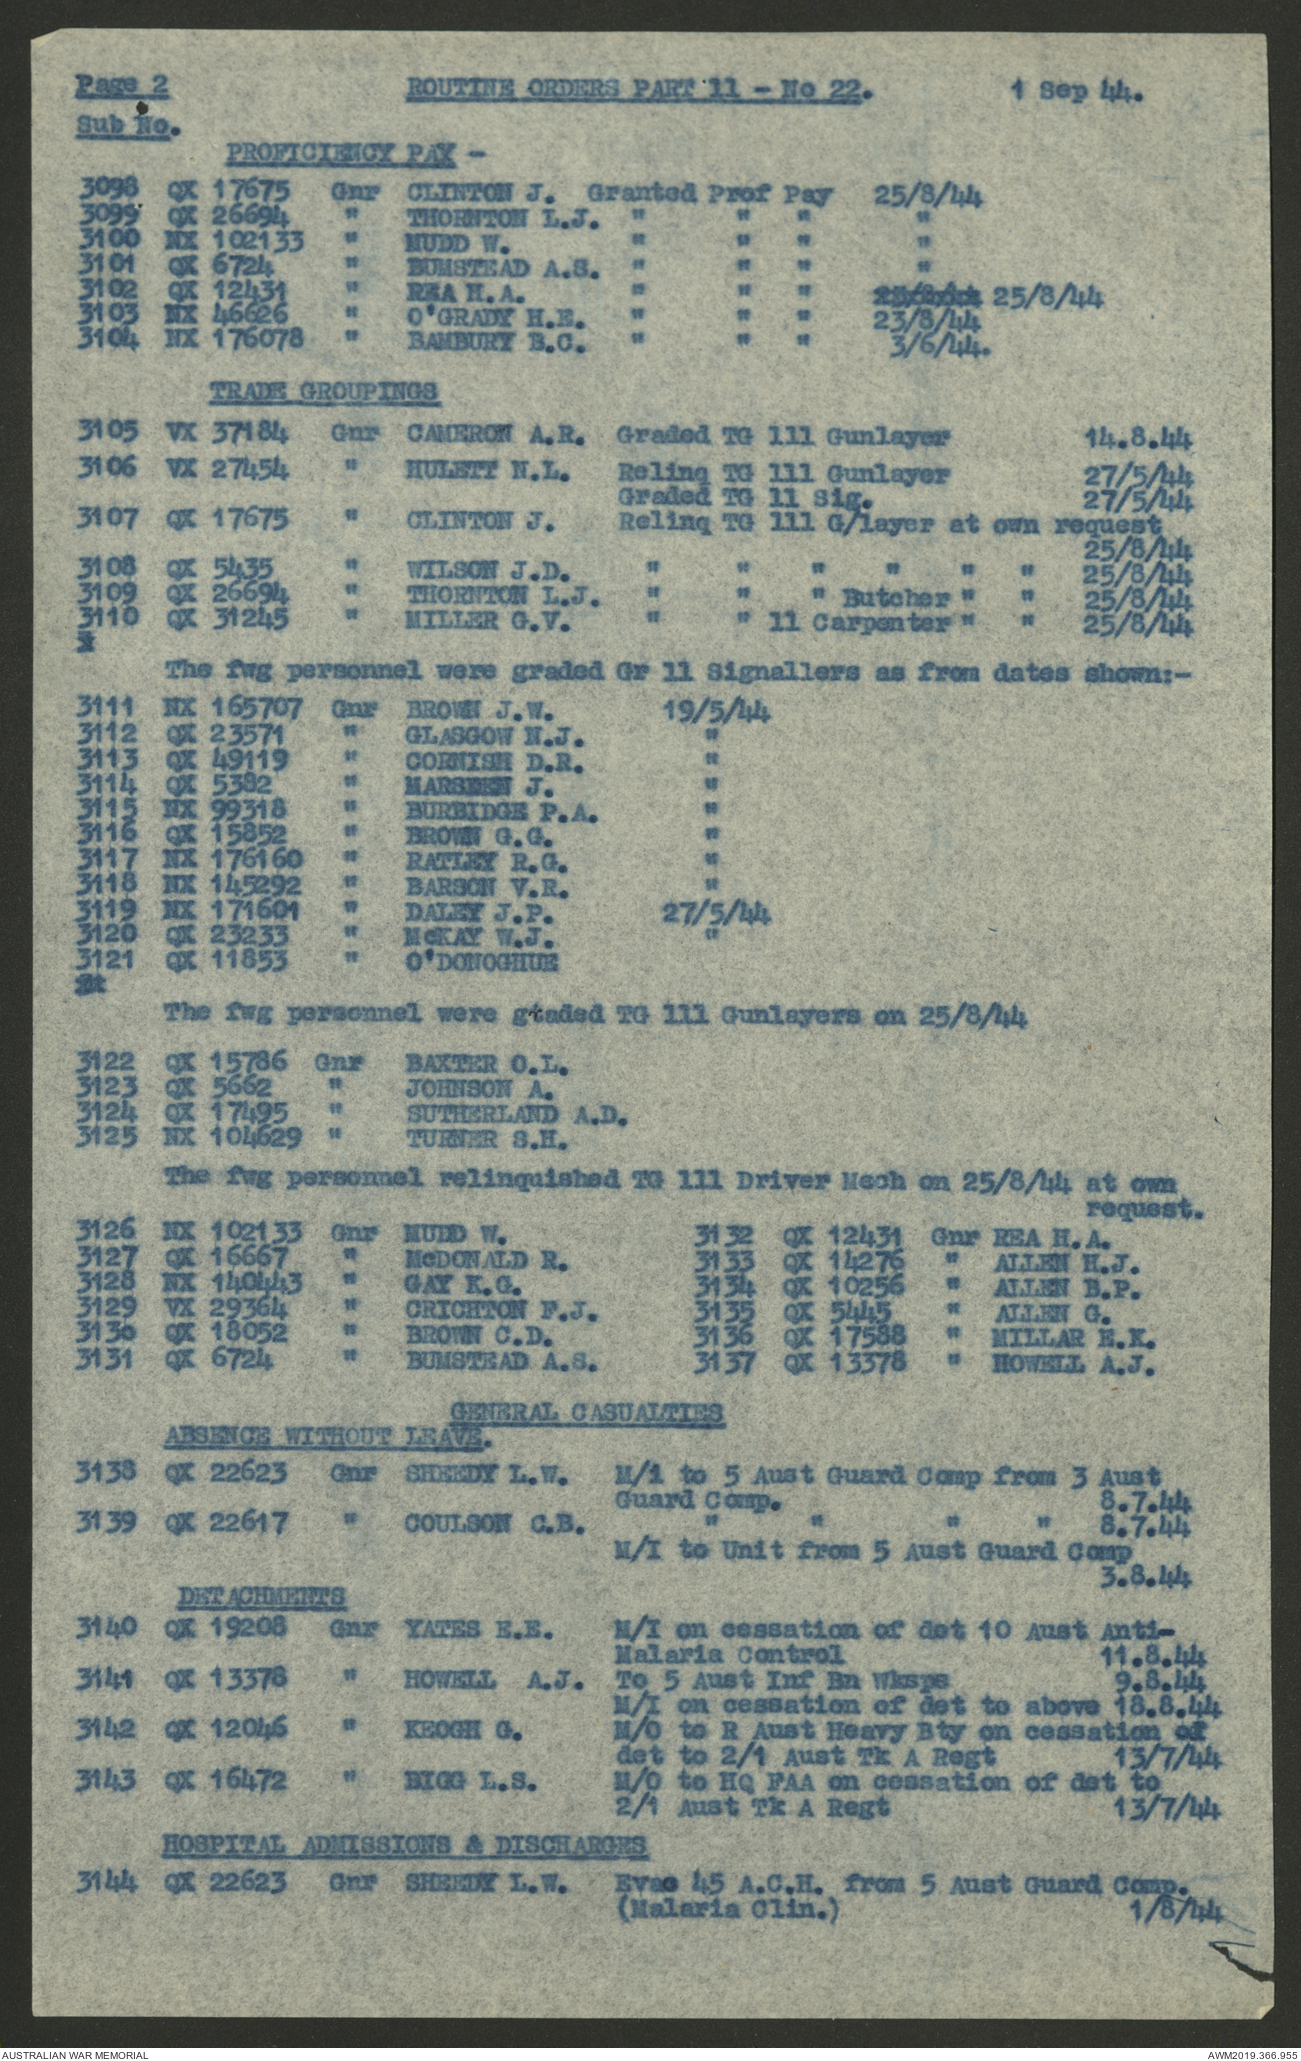 Page 2 ROUTINE ORDERS PART 11 - No 22. 1 Sep 44.
Sub No.
PROFICIENCY PAY -
3098 QX 17675 Gnr CLINTON J. Granted Prof Pay 25/8/44
3099 QX 26694 " THORNTON L.J. " " " "
3100 NX 102133 " MUDD W. " " " "
3101 QX 6724 " BUMSTEAD A.S. " " " "
3102 QX 12431 " REA H.A. " " " 25/8/44
3103 NX 46626 " O'GRADY H.E. " " " 23/8/44
3104 NX 176078 " BAMBURY B.C. " " " 3/6/44.
TRADE GROUPINGS
3105 VX 37184 Gnr CAMERON A.R. Graded TG 111 Gunlayer 14.8.44
3106 VX 27454 " HULETT N.L. Relinq TG 111 Gunlayer 27/5/44
Graded TG 11 Sig. 27/5/44
3107 QX 17675 " CLINTON J. Relinq TG 111 G/layer at own request
25/8/44
3108 QX 5435 " WILSON J.D. " " " " " " 25/8/44
3109 QX 26694 " THORNTON L.J. " " " Butcher " " 25/8/44
3110 QX 31245 " MILLER G.V. " " 11 Carpenter " " 25/8/44
The fwg personnel were graded Gr 11 Signallers as from dates shown:-
3111 NX 165707 Gnr BROWN J.W. 19/5/44
3112 QX 23571 " GLASGOW N.J. "
3113 QX 49119 " CORNISH D.R. "
3114 QX 5382 " MARSDEN J. "
3115 NX 99318 " BURBIDGE P.A. "
3116 QX 15852 " BROWN G.G. "
3117 NX 176160 " RATLEY R.G. "
3118 NX 145292 " BARSON V.R. "
3119 NX 171601 " DALEY J.P. 27/5/44
3120 QX 23233 " McKAY W.J. "
3121 QX 11853 " O'DONOGHUE
The fwg personnel were graded TG 111 Gunlayers on 25/8/44
3122 QX 15786 Gnr BAXTER O.L.
3123 QX 5662 " JOHNSON A.
3124 QX 17495 " SUTHERLAND A.D.
3125 NX 104629 " TURNER S.H.
The fwg personnel relinquished TG 111 Driver Mech on 25/8/44 at own
request.
3126 NX 102133 Gnr MUDD W. 3132 QX 12431 Gnr REA H.A.
3127 QX 16667 " McDONALD R. 3133 QX 14276 " ALLEN H.J.
3128 NX 140443 " GAY K.G. 3134 QX 10256 " ALLEN B.P.
3129 VX 29364 " CRICHTON F.J. 3135 QX 5445 " ALLEN G.
3130 QX 18052 " BROWN C.D. 3136 QX 17588 " MILLAR E.K.
3131 QX 6724 " BUMSTEAD A.S. 3137 QX 13378 " HOWELL A.J.
GENERAL CASUALTIES
ABSENCE WITHOUT LEAVE.
3138 QX 22623 Gnr SHEEDY L.W. M/i to 5 Aust Guard Comp from 3 Aust
Guard Comp. 8.7.44
3139 QX 22617 " COULSON C.B. " " " " 8.7.44
M/I to Unit from 5 Aust Guard Comp
3.8.44
DETACHMENTS
3140 QX 19208 Gnr YATES E.E. M/I on cessation of det 10 Aust Anti-
Malaria Control 11.8.44
3141 QX 13378 " HOWELL A.J. To 5 Aust Inf Bn Wksps 9.8.44
M/I on cessation of det to above 18.8.44
3142 QX 12046 " KEOGH G. M/O to R Aust Heavy Bty on cessation of
det to 2/1 Aust Tk A Regt 13/7/44
3143 QX 16472 " BIGG L.S. M/O to HQ FAA on cessation of det to
2/1 Aust Tk A Regt 13/7/44
HOSPITAL ADMISSIONS & DISCHARGES
3144 QX 22623 Gnr SHEEDY L.W. Evac 45 A.C.H. from 5 Aust Guard Comp.
(Malaria Clin.) 1/8/44
AUSTRALIAN WAR MEMORIAL AWM2019.366.955